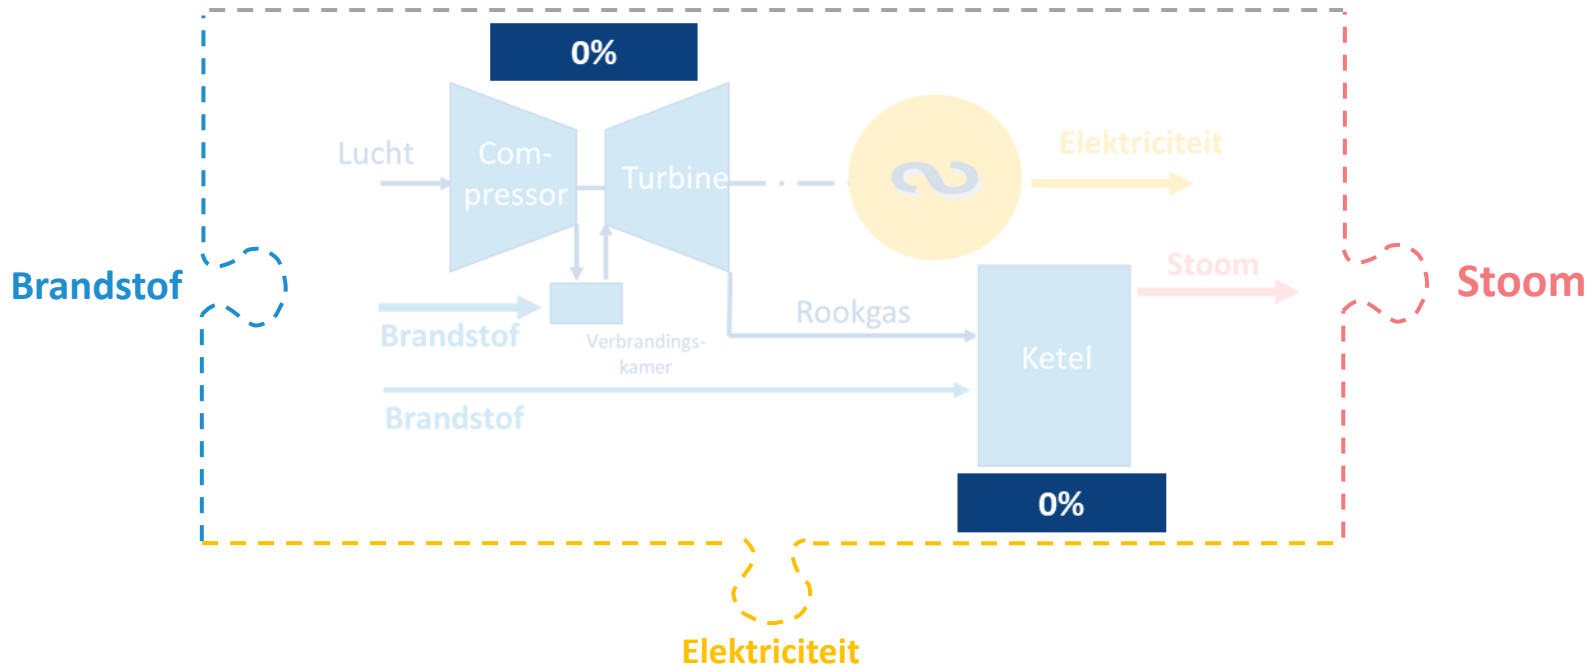 0%
Lucht
Com-
pressor
Turbine
Elektriciteit
Brandstof
Stoom
Stoom
Brandstof
Verbrandings-
kamer
Rookgas
Ketel
Brandstof
0%
Elektriciteit